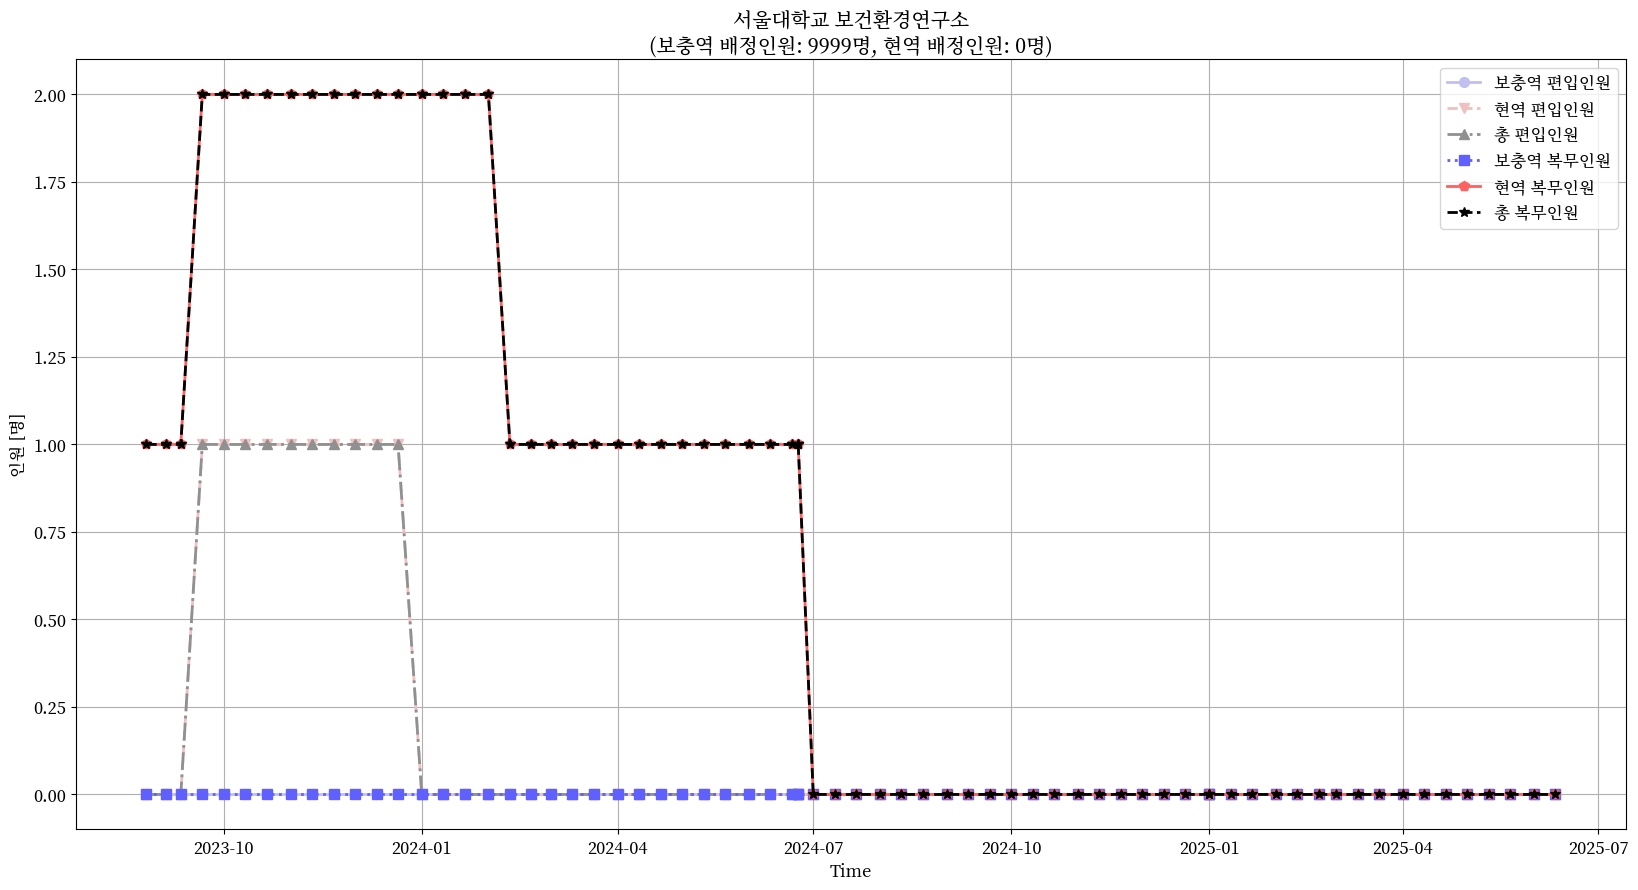 서울대학교 보건환경연구소
(보충역 배정인원: 9999명, 현역 배정인원: 0명)
보충역 편입인원
현역 편입인원
총 편입인원
보충역 복무인원
현역 복무인원
총 복무인원
2.00
1.75
1.50
1.25
1.00
0.75
0.50
0.25
0.00
인원 [명]
2023-10
2024-01
2024-04
2024-07
2024-10
2025-01
2025-04
2025-07
Time